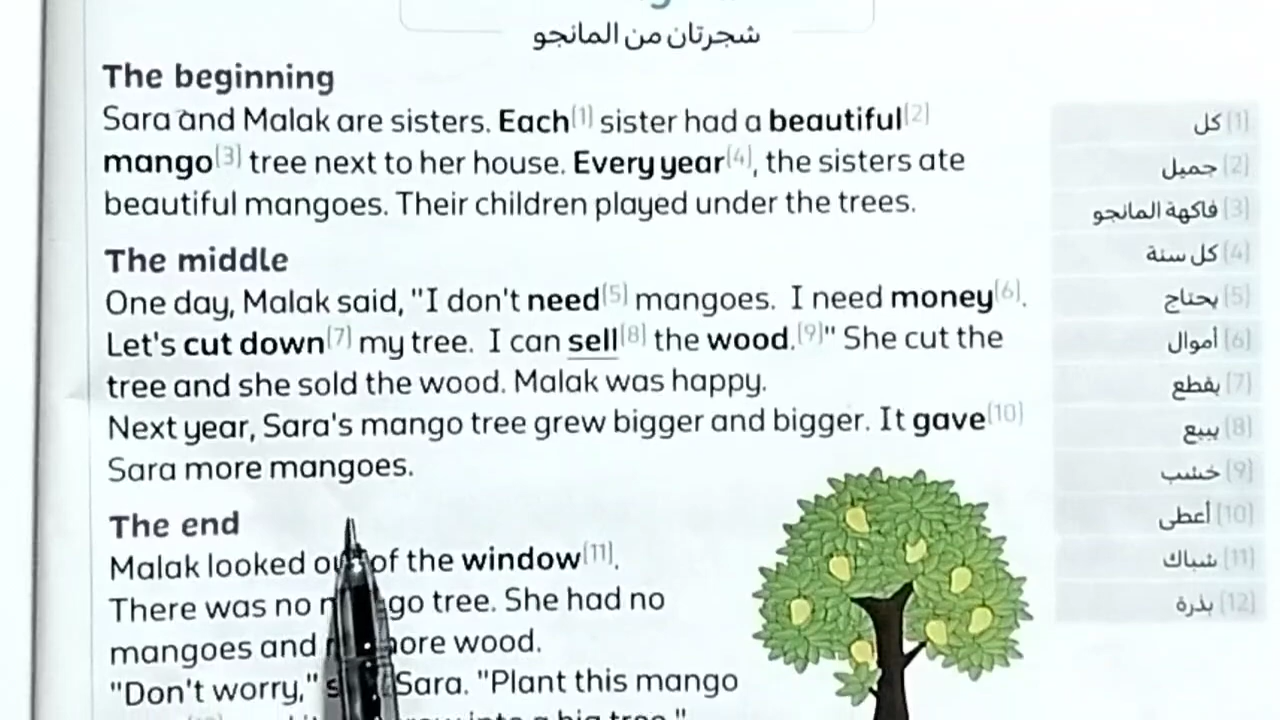 شجرتان من المانجو
The beginning
Sara and Malak are sisters. Each[1] sister had a beautiful[2]
mango[3] tree next to her house. Every year[4], the sisters ate
beautiful mangoes. Their children played under the trees.
The middle
One day, Malak said, "I don't need[5] mangoes. I need money[6].
Let's cut down[7] my tree. I can sell[8] the wood.[9]" She cut the
tree and she sold the wood. Malak was happy.
Next year, Sara's mango tree grew bigger and bigger. It gave[10]
Sara more mangoes.
The end
Malak looked of the window[11].
There was no tree. She had no
mangoes and wood.
"Don't worry," Sara. "Plant this mango
[1] كل
[2] جميل
[3] فاكهة المانجو
[4] كل سنة
[5] يحتاج
[6] أموال
[7] يقطع
[8] يبيع
[9] خشب
[10] أعطى
[11] شباك
[12] بذرة